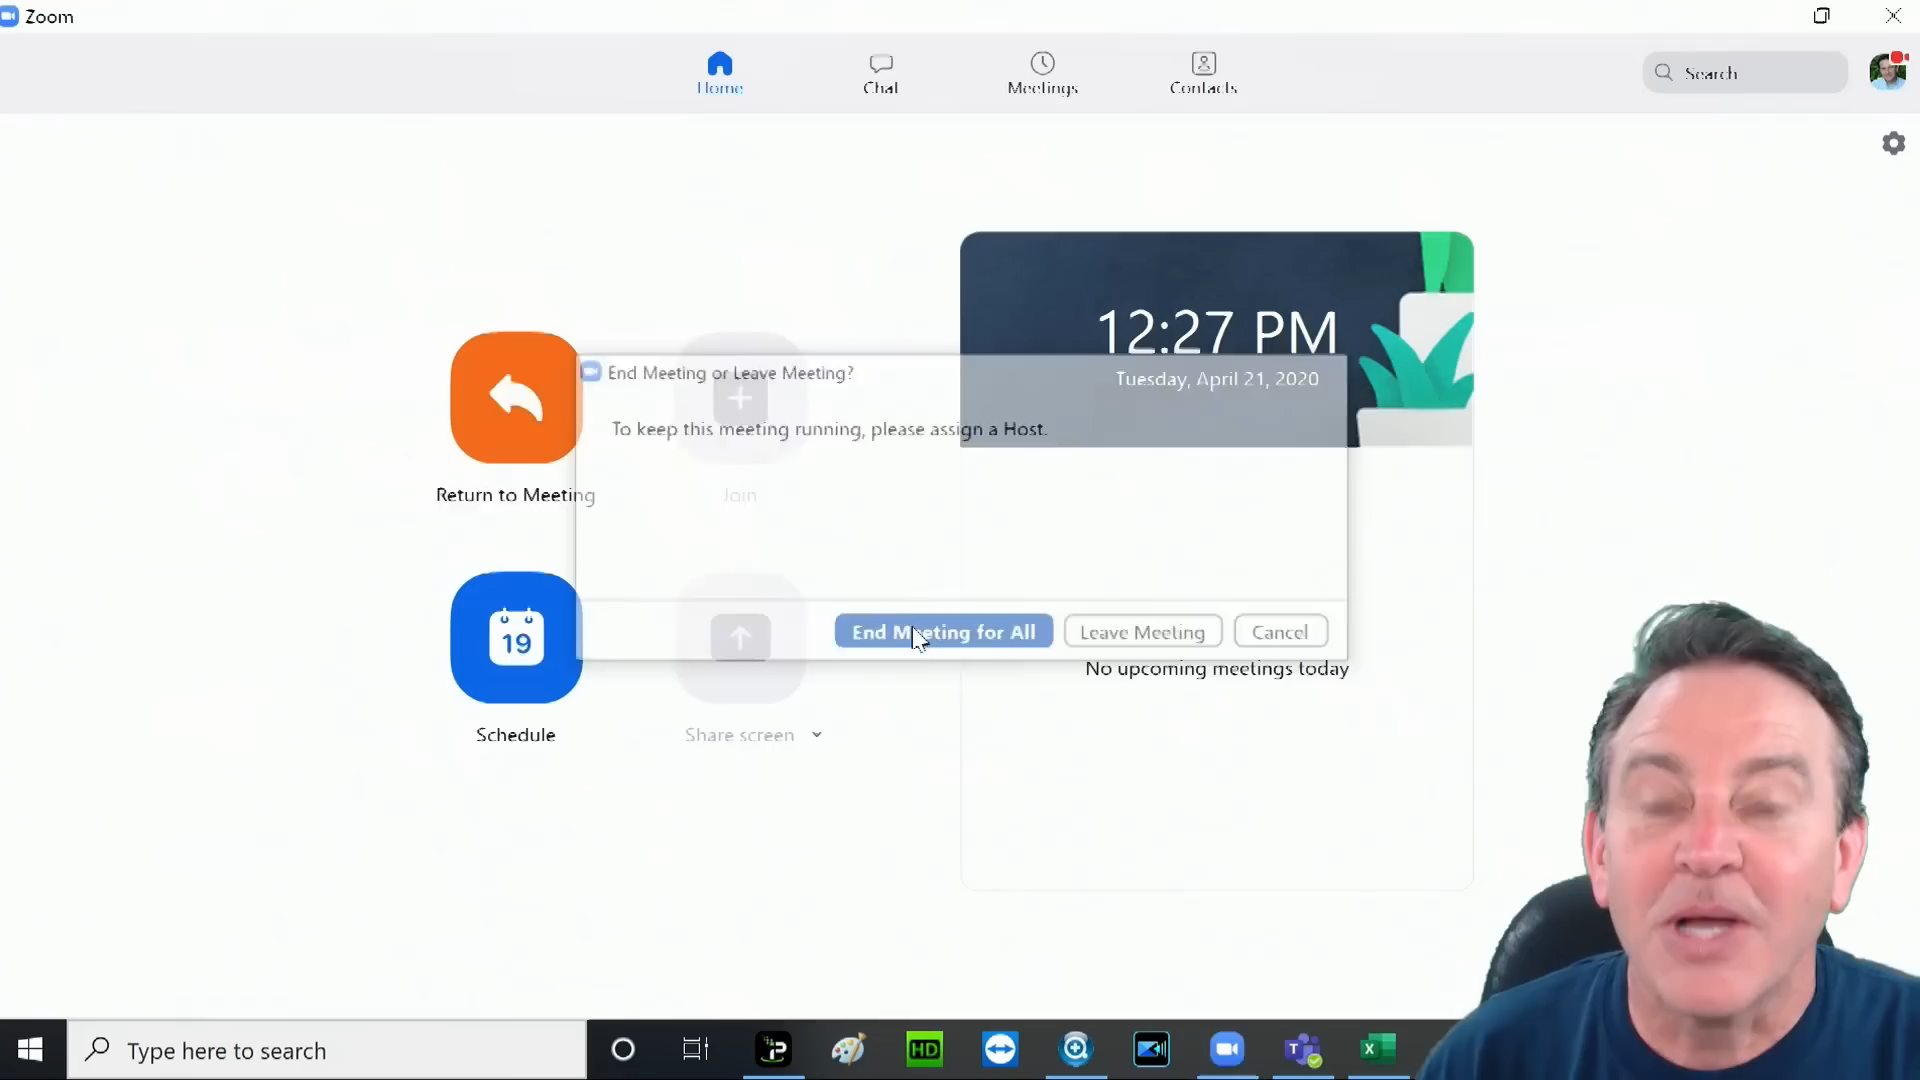 Zoom
Home
Chat
Meetings
Contacts
Search
12:27 PM
Tuesday, April 21, 2020
End Meeting or Leave Meeting?
To keep this meeting running, please assign a Host.
Return to Meeting
Join
End Meeting for All
Leave Meeting
Cancel
19
No upcoming meetings today
Schedule
Share screen
Type here to search
HD
T
X